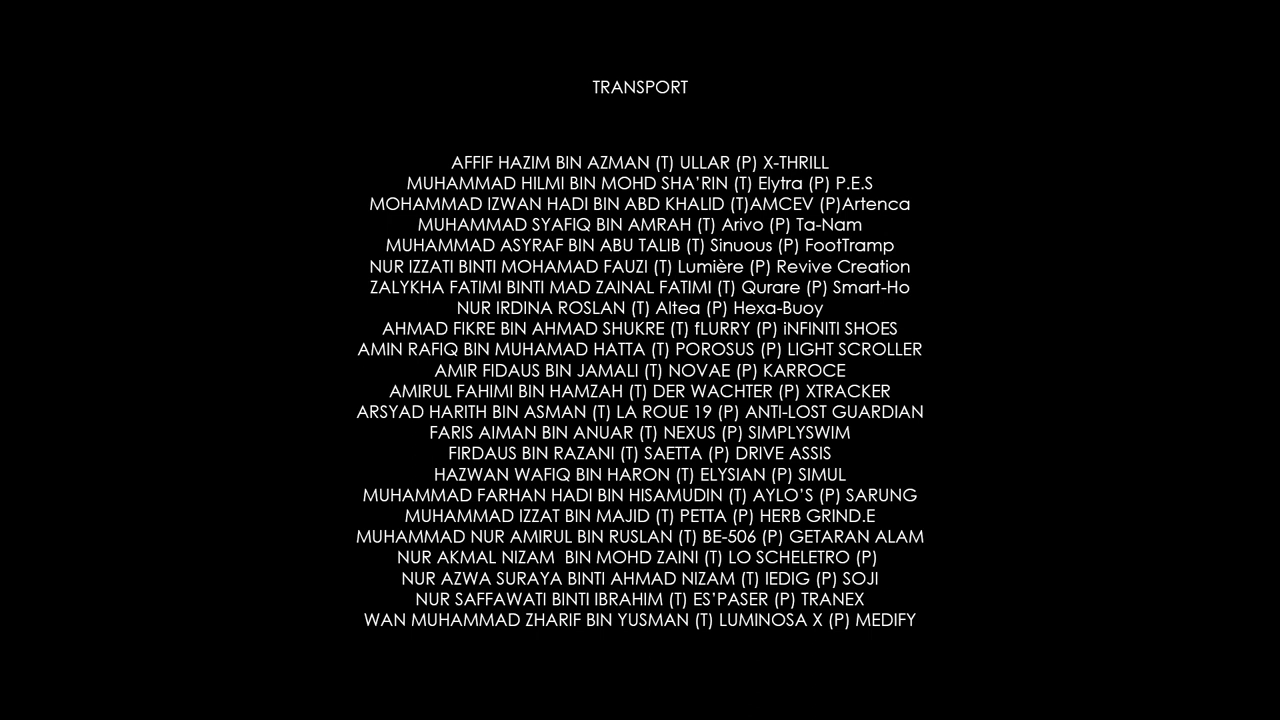 TRANSPORT
AFFIF HAZIM BIN AZMAN (T) ULLAR (P) X-THRILL
MUHAMMAD HILMI BIN MOHD SHA’RIN (T) Elytra (P) P.E.S
MOHAMMAD IZWAN HADI BIN ABD KHALID (T)AMCEV (P)Artenca
MUHAMMAD SYAFIQ BIN AMRAH (T) Arivo (P) Ta-Nam
MUHAMMAD ASYRAF BIN ABU TALIB (T) Sinuous (P) FootTramp
NUR IZZATI BINTI MOHAMAD FAUZI (T) Lumière (P) Revive Creation
ZALYKHA FATIMI BINTI MAD ZAINAL FATIMI (T) Qurare (P) Smart-Ho
NUR IRDINA ROSLAN (T) Altea (P) Hexa-Buoy
AHMAD FIKRE BIN AHMAD SHUKRE (T) fLURRY (P) iNFINITI SHOES
AMIN RAFIQ BIN MUHAMAD HATTA (T) POROSUS (P) LIGHT SCROLLER
AMIR FIDAUS BIN JAMALI (T) NOVAE (P) KARROCE
AMIRUL FAHIMI BIN HAMZAH (T) DER WACHTER (P) XTRACKER
ARSYAD HARITH BIN ASMAN (T) LA ROUE 19 (P) ANTI-LOST GUARDIAN
FARIS AIMAN BIN ANUAR (T) NEXUS (P) SIMPLYSWIM
FIRDAUS BIN RAZANI (T) SAETTA (P) DRIVE ASSIS
HAZWAN WAFIQ BIN HARON (T) ELYSIAN (P) SIMUL
MUHAMMAD FARHAN HADI BIN HISAMUDIN (T) AYLO’S (P) SARUNG
MUHAMMAD IZZAT BIN MAJID (T) PETTA (P) HERB GRIND.E
MUHAMMAD NUR AMIRUL BIN RUSLAN (T) BE-506 (P) GETARAN ALAM
NUR AKMAL NIZAM  BIN MOHD ZAINI (T) LO SCHELETRO (P)
NUR AZWA SURAYA BINTI AHMAD NIZAM (T) IEDIG (P) SOJI
NUR SAFFAWATI BINTI IBRAHIM (T) ES’PASER (P) TRANEX
WAN MUHAMMAD ZHARIF BIN YUSMAN (T) LUMINOSA X (P) MEDIFY